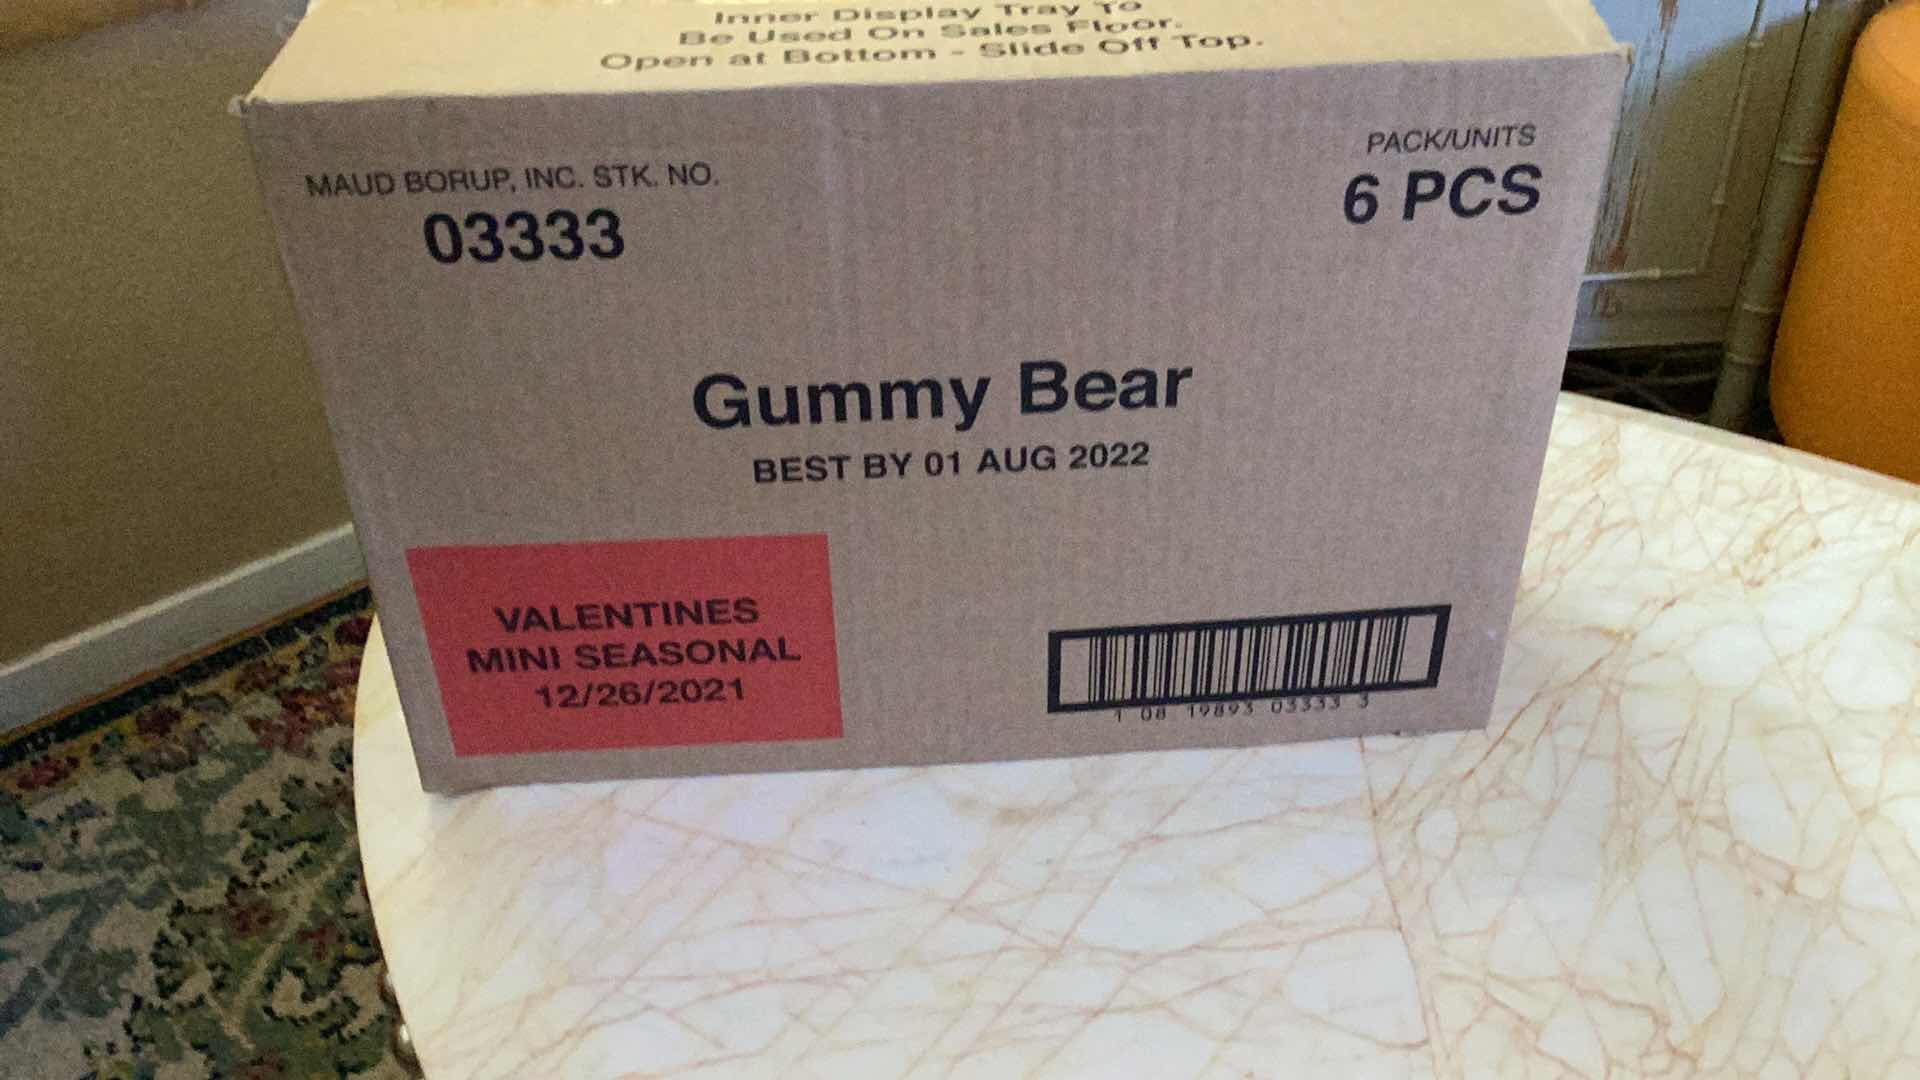 Inner Display Tray To
Be Used On Sales Floor.
Open at Bottom - Slide Off Top.
MAUD BORUP, INC. STK. NO.
03333
PACK/UNITS
6 PCS
Gummy Bear
BEST BY 01 AUG 2022
VALENTINES
MINI SEASONAL
12/26/2021
1 08 19893 03333 3